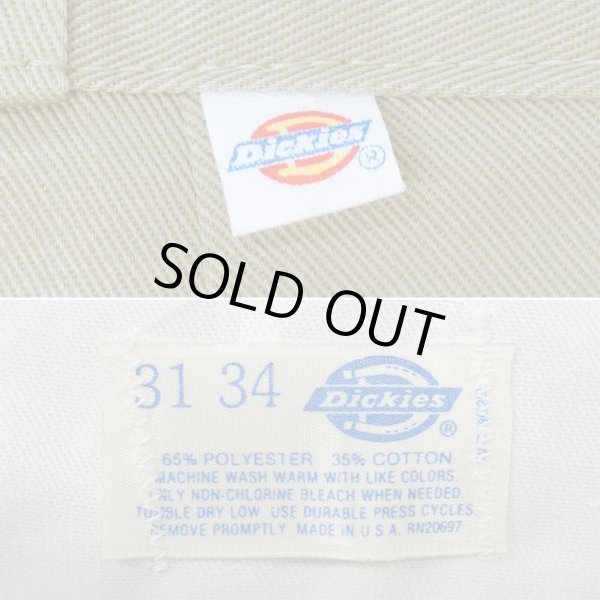 Dickies
®
SOLD OUT
31 34
Dickies
®
65% POLYESTER 35% COTTON
MACHINE WASH WARM WITH LIKE COLORS.
ONLY NON-CHLORINE BLEACH WHEN NEEDED.
TUMBLE DRY LOW. USE DURABLE PRESS CYCLES.
REMOVE PROMPTLY. MADE IN U.S.A. RN20697